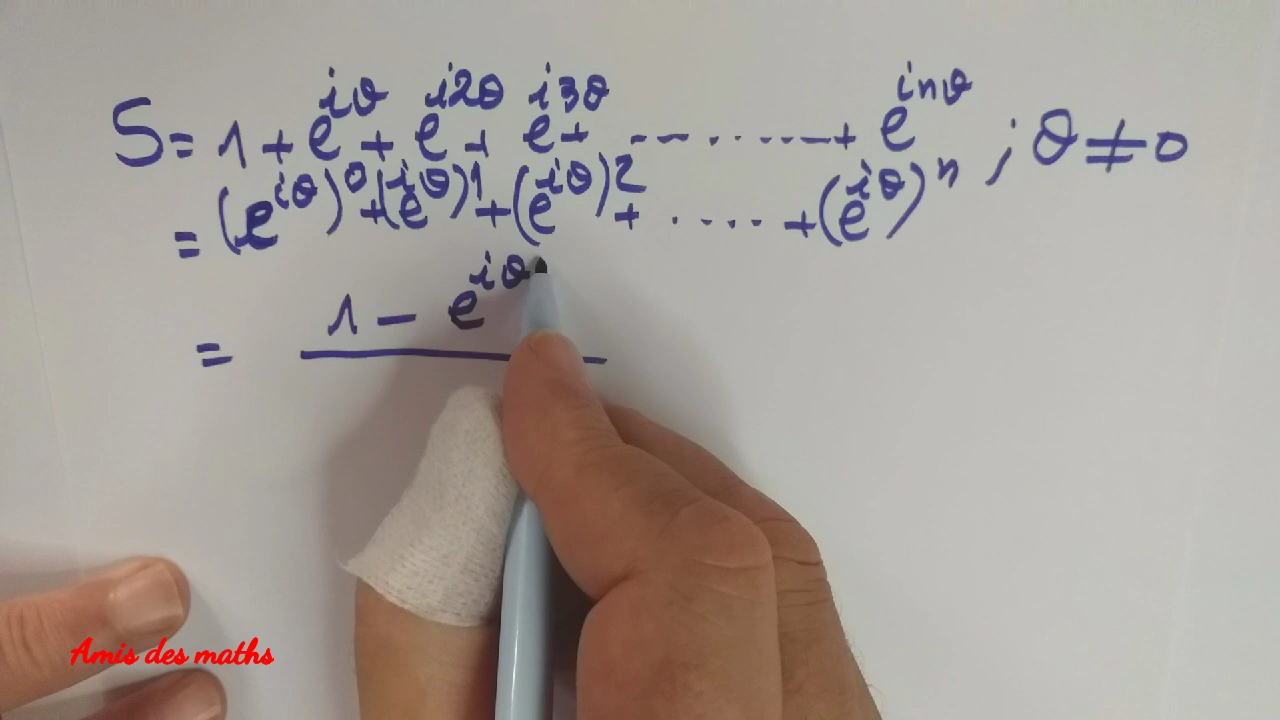 S = 1 + e^{iθ} + e^{i2θ} + e^{i3θ} + --·-·····---+ e^{inθ} ; θ ≠ 0
= (e^{iθ})^0 + (e^{iθ})^1 + (e^{iθ})^2 + ····· + (e^{iθ})^n
= 1 - e^{iθ}
Amis des maths